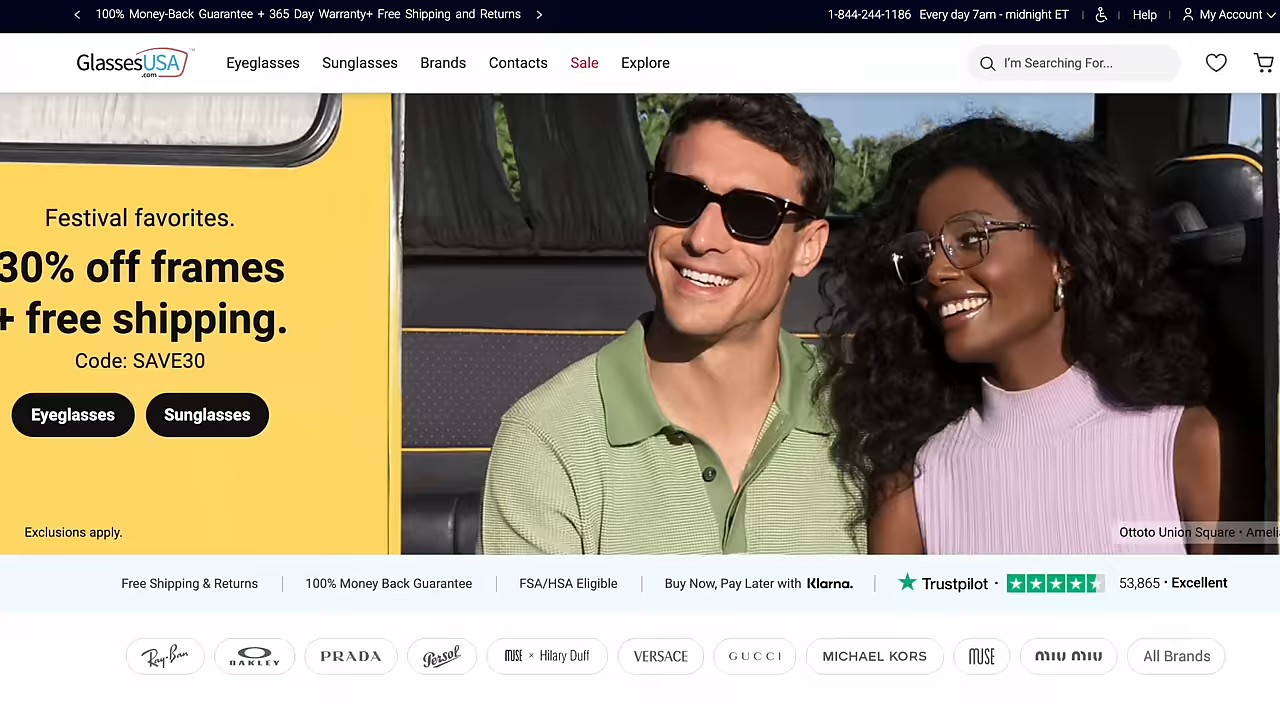 100% Money-Back Guarantee + 365 Day Warranty+ Free Shipping and Returns
1-844-244-1186 Every day 7am - midnight ET
Help
My Account
GlassesUSA.com™
Eyeglasses
Sunglasses
Brands
Contacts
Sale
Explore
I'm Searching For...
Festival favorites.
30% off frames
+ free shipping.
Code: SAVE30
Eyeglasses
Sunglasses
Exclusions apply.
Ottoto Union Square • Ameli
Free Shipping & Returns
100% Money Back Guarantee
FSA/HSA Eligible
Buy Now, Pay Later with Klarna.
Trustpilot • 53,865 • Excellent
Ray-Ban
OAKLEY
PRADA
Persol
MUSE × Hilary Duff
VERSACE
GUCCI
MICHAEL KORS
MUSE
MIU MIU
All Brands